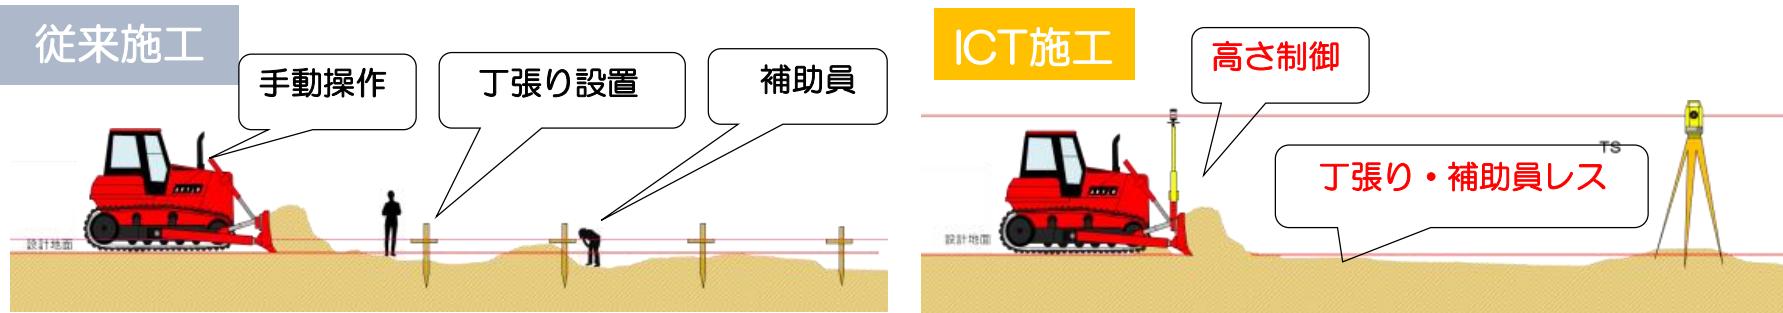 従来施工
手動操作
丁張り設置
補助員
設計地面
ICT施工
高さ制御
TS
丁張り・補助員レス
設計地面